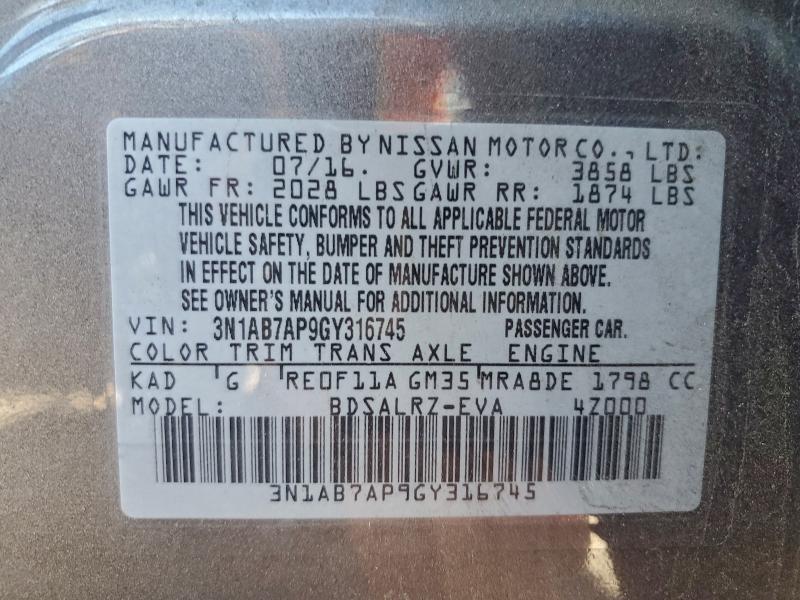 MANUFACTURED BY NISSAN MOTOR CO., LTD:
DATE: 07/16. GVWR: 3858 LBS
GAWR FR: 2028 LBS GAWR RR: 1874 LBS
THIS VEHICLE CONFORMS TO ALL APPLICABLE FEDERAL MOTOR
VEHICLE SAFETY, BUMPER AND THEFT PREVENTION STANDARDS
IN EFFECT ON THE DATE OF MANUFACTURE SHOWN ABOVE.
SEE OWNER'S MANUAL FOR ADDITIONAL INFORMATION.
VIN: 3N1AB7AP9GY316745 PASSENGER CAR.
COLOR TRIM TRANS AXLE ENGINE
KAD G RE0F11A GM35 MRA8DE 1798 CC
MODEL: BDSALRZ-EVA 4Z000
3N1AB7AP9GY316745